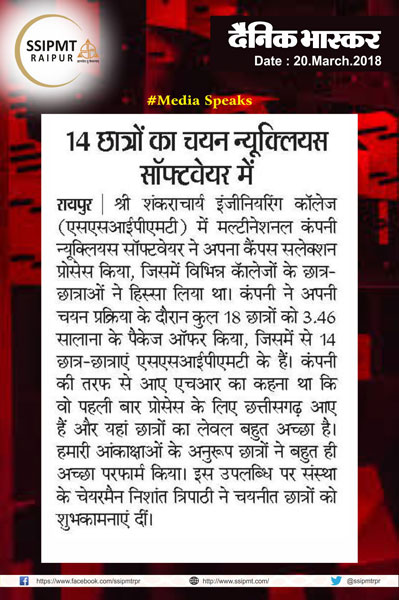 SSIPMT
RAIPUR
दैनिक भास्कर
Date : 20.March.2018
#Media Speaks
14 छात्रों का चयन न्यूक्लियस
सॉफ्टवेयर में
रायपुर | श्री शंकराचार्य इंजीनियरिंग कॉलेज
(एसएसआईपीएमटी) में मल्टीनेशनल कंपनी
न्यूक्लियस सॉफ्टवेयर ने अपना कैंपस सलेक्शन
प्रोसेस किया, जिसमें विभिन्न कॅालेजों के छात्र-
छात्राओं ने हिस्सा लिया था। कंपनी ने अपनी
चयन प्रक्रिया के दौरान कुल 18 छात्रों को 3.46
सालाना के पैकेज ऑफर किया, जिसमें से 14
छात्र-छात्राएं एसएसआईपीएमटी के हैं। कंपनी
की तरफ से आए एचआर का कहना था कि
वो पहली बार प्रोसेस के लिए छत्तीसगढ़ आए
हैं और यहां छात्रों का लेवल बहुत अच्छा है।
हमारी आंकाक्षाओं के अनुरूप छात्रों ने बहुत ही
अच्छा परफार्म किया। इस उपलब्धि पर संस्था
के चेयरमैन निशांत त्रिपाठी ने चयनीत छात्रों को
शुभकामनाएं दीं।
https://www.facebook.com/ssipmtrpr
http://www.ssipmt.com/
@ssipmtrpr